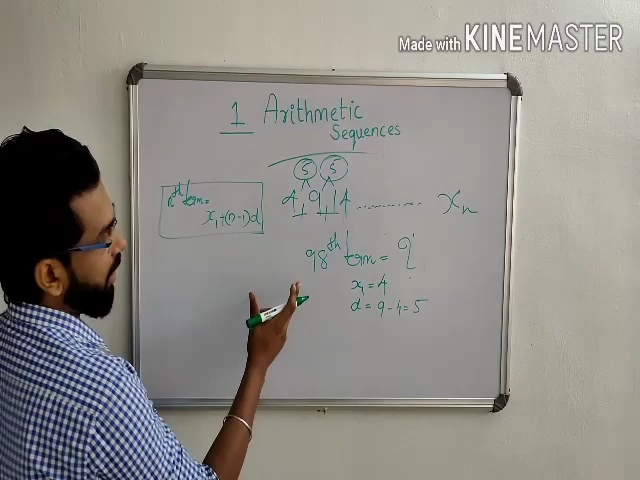 Made with KINEMASTER
1 Arithmetic
Sequences
5 5
4, 9, 14 ............... xn
nth term =
x1+(n-1)d
98th term = ?
x1 = 4
d = 9 - 4 = 5